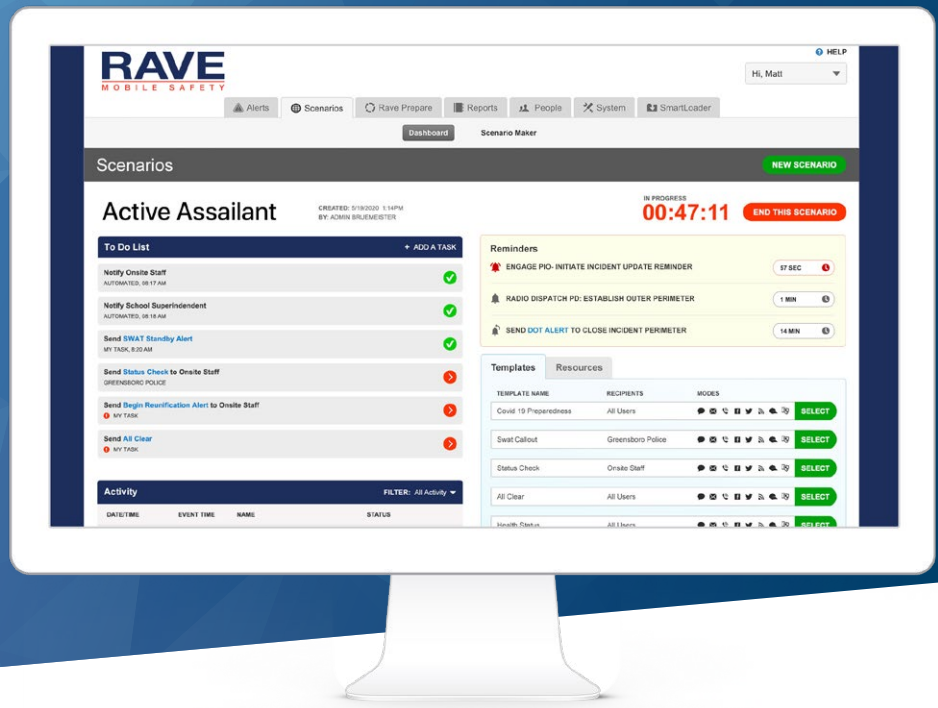 RAVE
MOBILE SAFETY
HELP
Hi, Matt
Alerts Scenarios Rave Prepare Reports People System SmartLoader
Dashboard Scenario Maker
Scenarios
NEW SCENARIO
Active Assailant
CREATED: 5/19/2020 1:14PM
BY: ADMIN BRUEMEISTER
IN PROGRESS
00:47:11
END THIS SCENARIO
To Do List + ADD A TASK
Notify Onsite Staff
AUTOMATED, 08:17 AM
Notify School Superindendent
AUTOMATED, 08:18 AM
Send SWAT Standby Alert
MY TASK, 8:20 AM
Send Status Check to Onsite Staff
GREENSBORO POLICE
Send Begin Reunification Alert to Onsite Staff
MY TASK
Send All Clear
MY TASK
Activity FILTER: All Activity
DATE/TIME EVENT TIME NAME STATUS
Reminders
ENGAGE PIO- INITIATE INCIDENT UPDATE REMINDER 57 SEC
RADIO DISPATCH PD: ESTABLISH OUTER PERIMETER 1 MIN
SEND DOT ALERT TO CLOSE INCIDENT PERIMETER 14 MIN
Templates Resources
TEMPLATE NAME RECIPIENTS MODES
Covid 19 Preparedness All Users SELECT
Swat Callout Greensboro Police SELECT
Status Check Onsite Staff SELECT
All Clear All Users SELECT
Health Status All Users SELECT